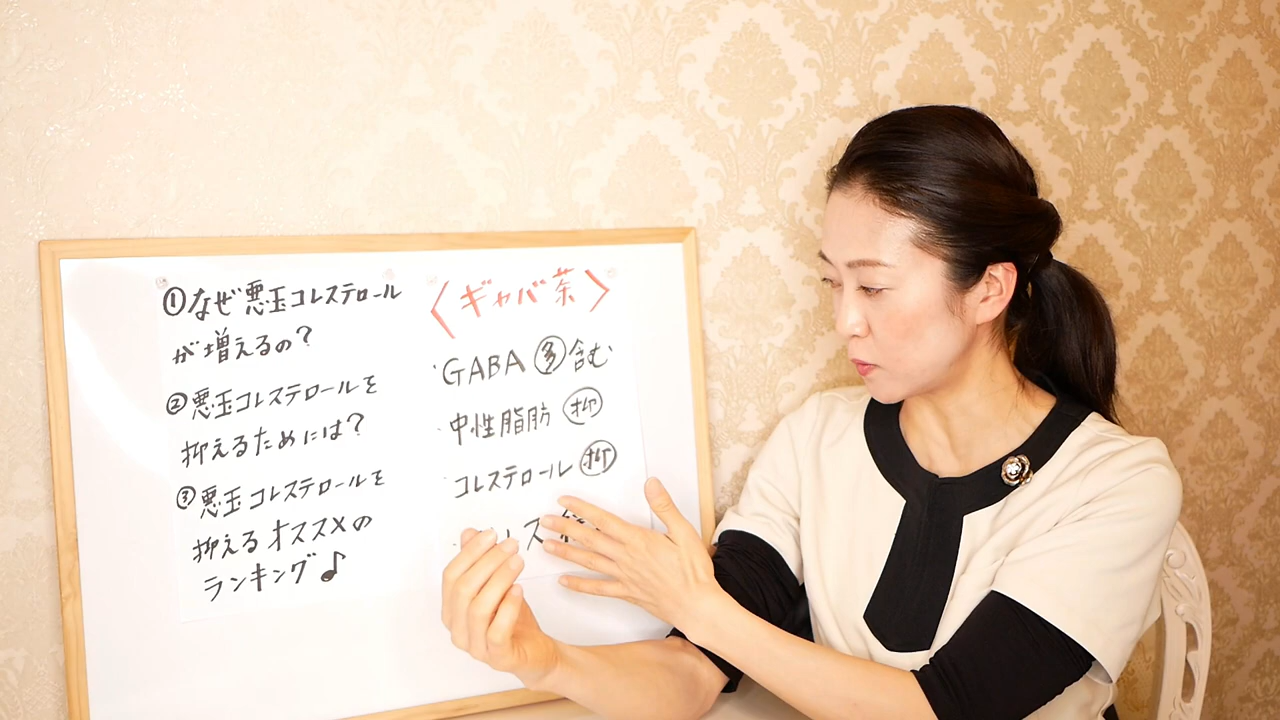 ①なぜ悪玉コレステロール
が増えるの?
②悪玉コレステロールを
抑えるためには?
③悪玉コレステロールを
抑えるオススメの
ランキング♪
〈ギャバ茶〉
・GABA 多 含む
・中性脂肪 抑
・コレステロール 抑